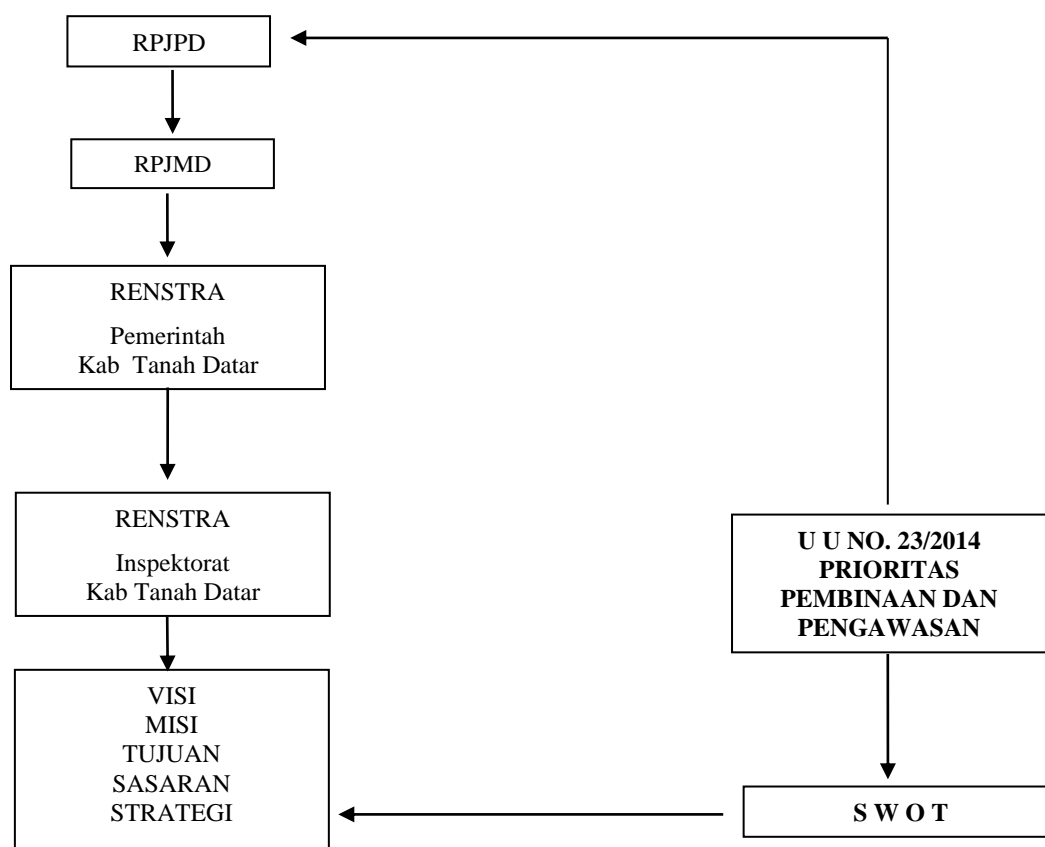 RPJPD
RPJMD
RENSTRA
Pemerintah
Kab Tanah Datar
RENSTRA
Inspektorat
Kab Tanah Datar
VISI
MISI
TUJUAN
SASARAN
STRATEGI
U U NO. 23/2014
PRIORITAS
PEMBINAAN DAN
PENGAWASAN
S W O T